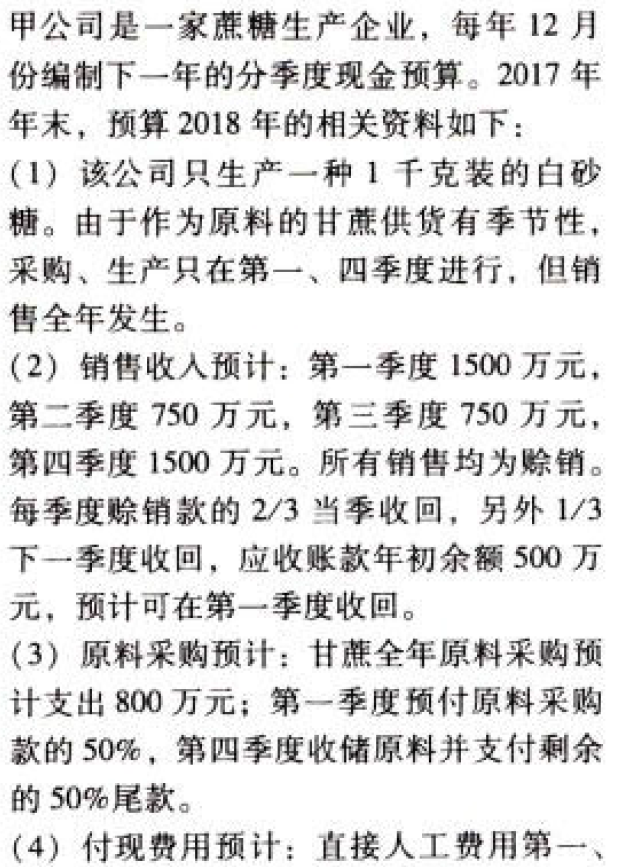 甲公司是一家蔗糖生产企业，每年 12 月
份编制下一年的分季度现金预算。2017 年
年末，预算 2018 年的相关资料如下：
(1) 该公司只生产一种 1 千克装的白砂
糖。由于作为原料的甘蔗供货有季节性，
采购、生产只在第一、四季度进行，但销
售全年发生。
(2) 销售收入预计：第一季度 1500 万元，
第二季度 750 万元，第三季度 750 万元，
第四季度 1500 万元。所有销售均为赊销。
每季度赊销款的 2/3 当季收回，另外 1/3
下一季度收回，应收账款年初余额 500 万
元，预计可在第一季度收回。
(3) 原料采购预计：甘蔗全年原料采购预
计支出 800 万元；第一季度预付原料采购
款的 50%，第四季度收储原料并支付剩余
的 50%尾款。
(4) 付现费用预计：直接人工费用第一、